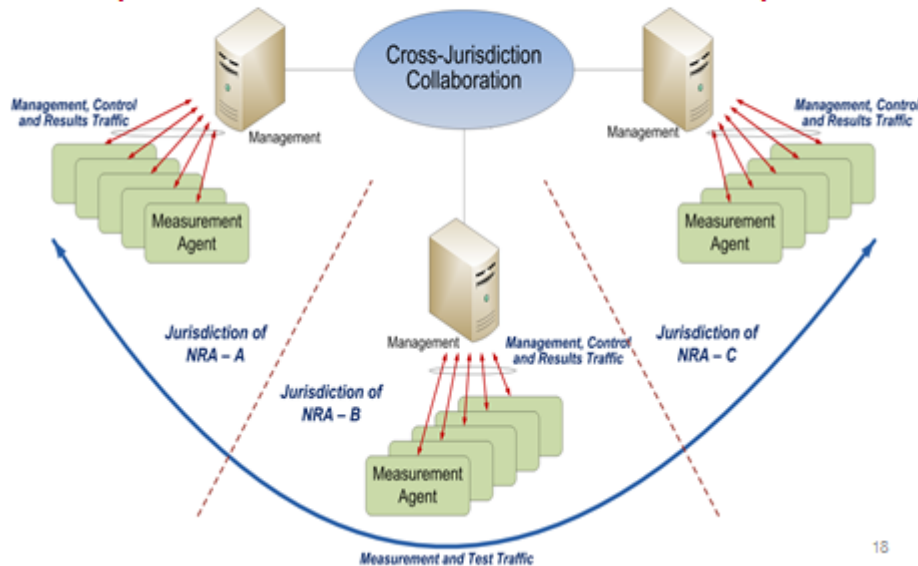 Cross-Jurisdiction
Collaboration
Management, Control
and Results Traffic
Management
Measurement
Agent
Management
Management, Control
and Results Traffic
Measurement
Agent
Jurisdiction of
NRA – A
Management
Management, Control
and Results Traffic
Jurisdiction of
NRA – C
Jurisdiction of
NRA – B
Measurement
Agent
Measurement and Test Traffic
18